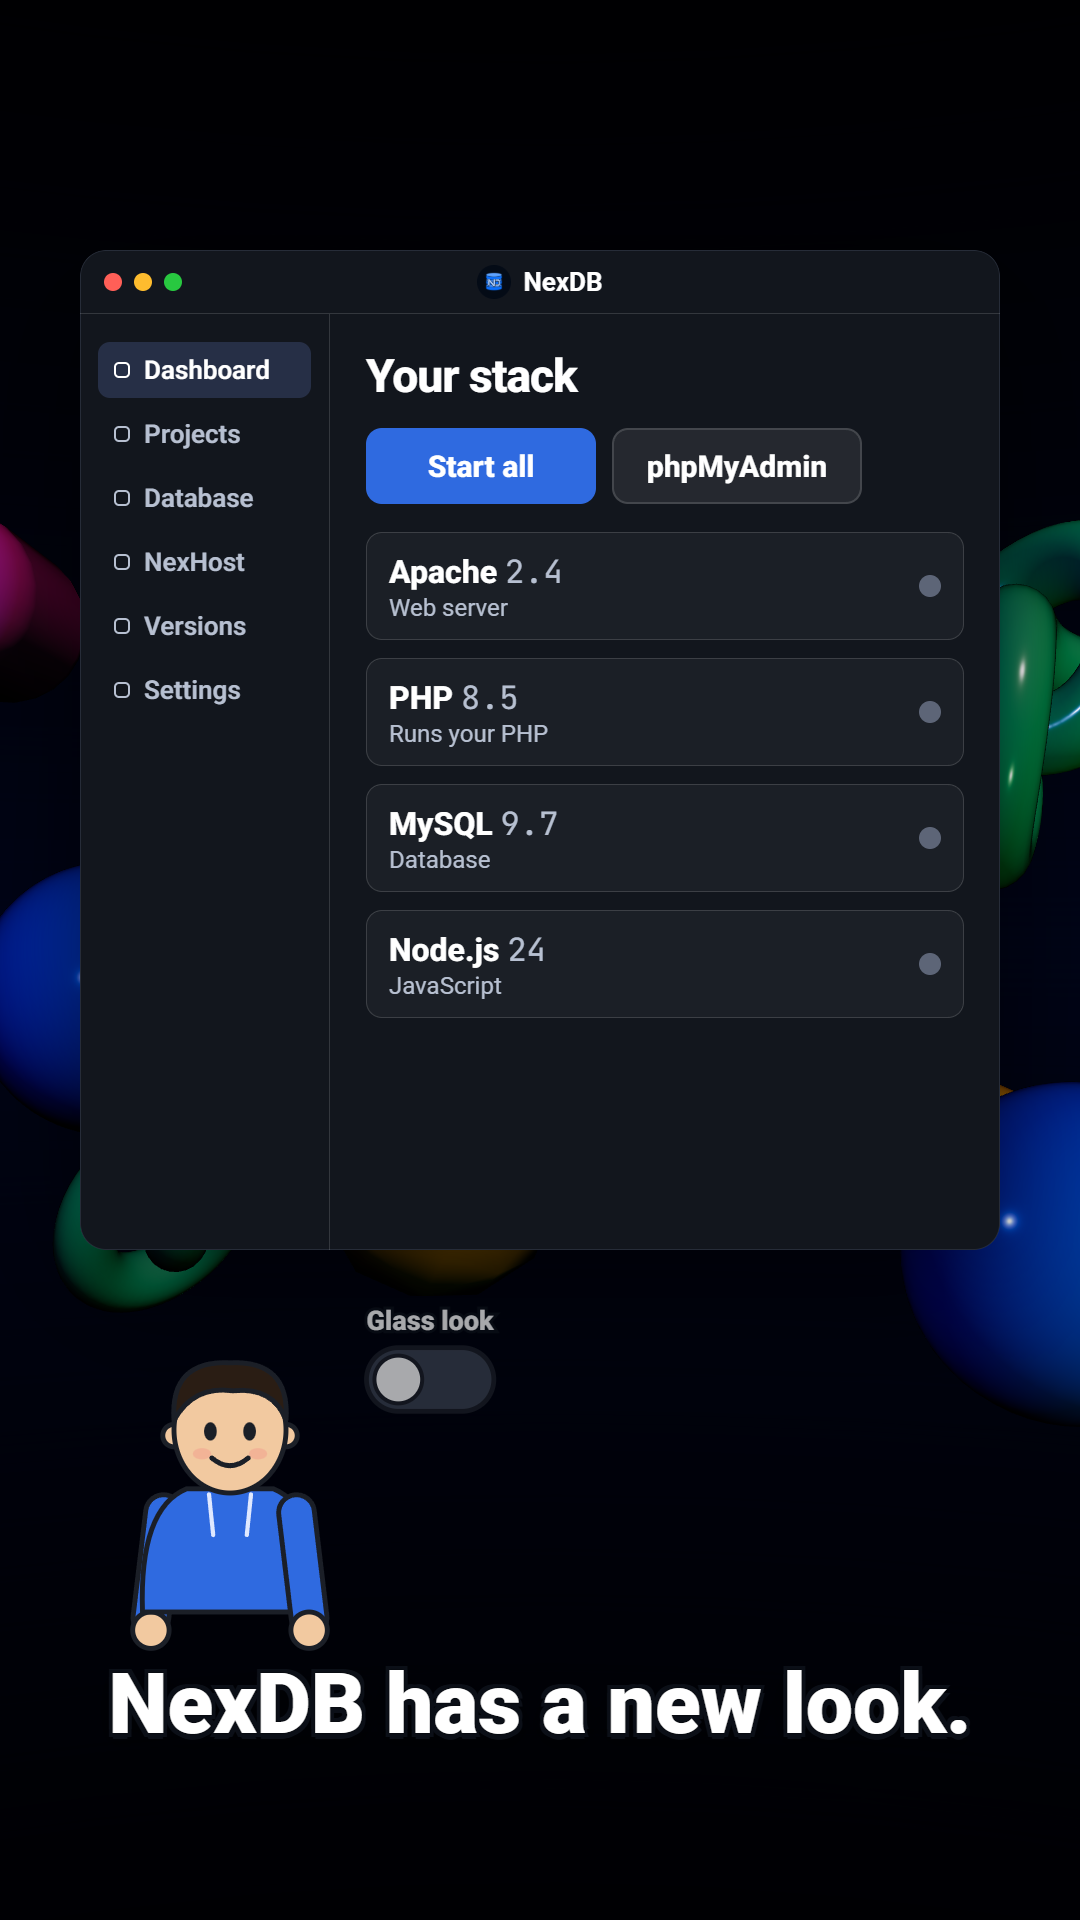 NexDB
Dashboard
Projects
Database
NexHost
Versions
Settings
Your stack
Start all
phpMyAdmin
Apache 2.4
Web server
PHP 8.5
Runs your PHP
MySQL 9.7
Database
Node.js 24
JavaScript
Glass look
NexDB has a new look.